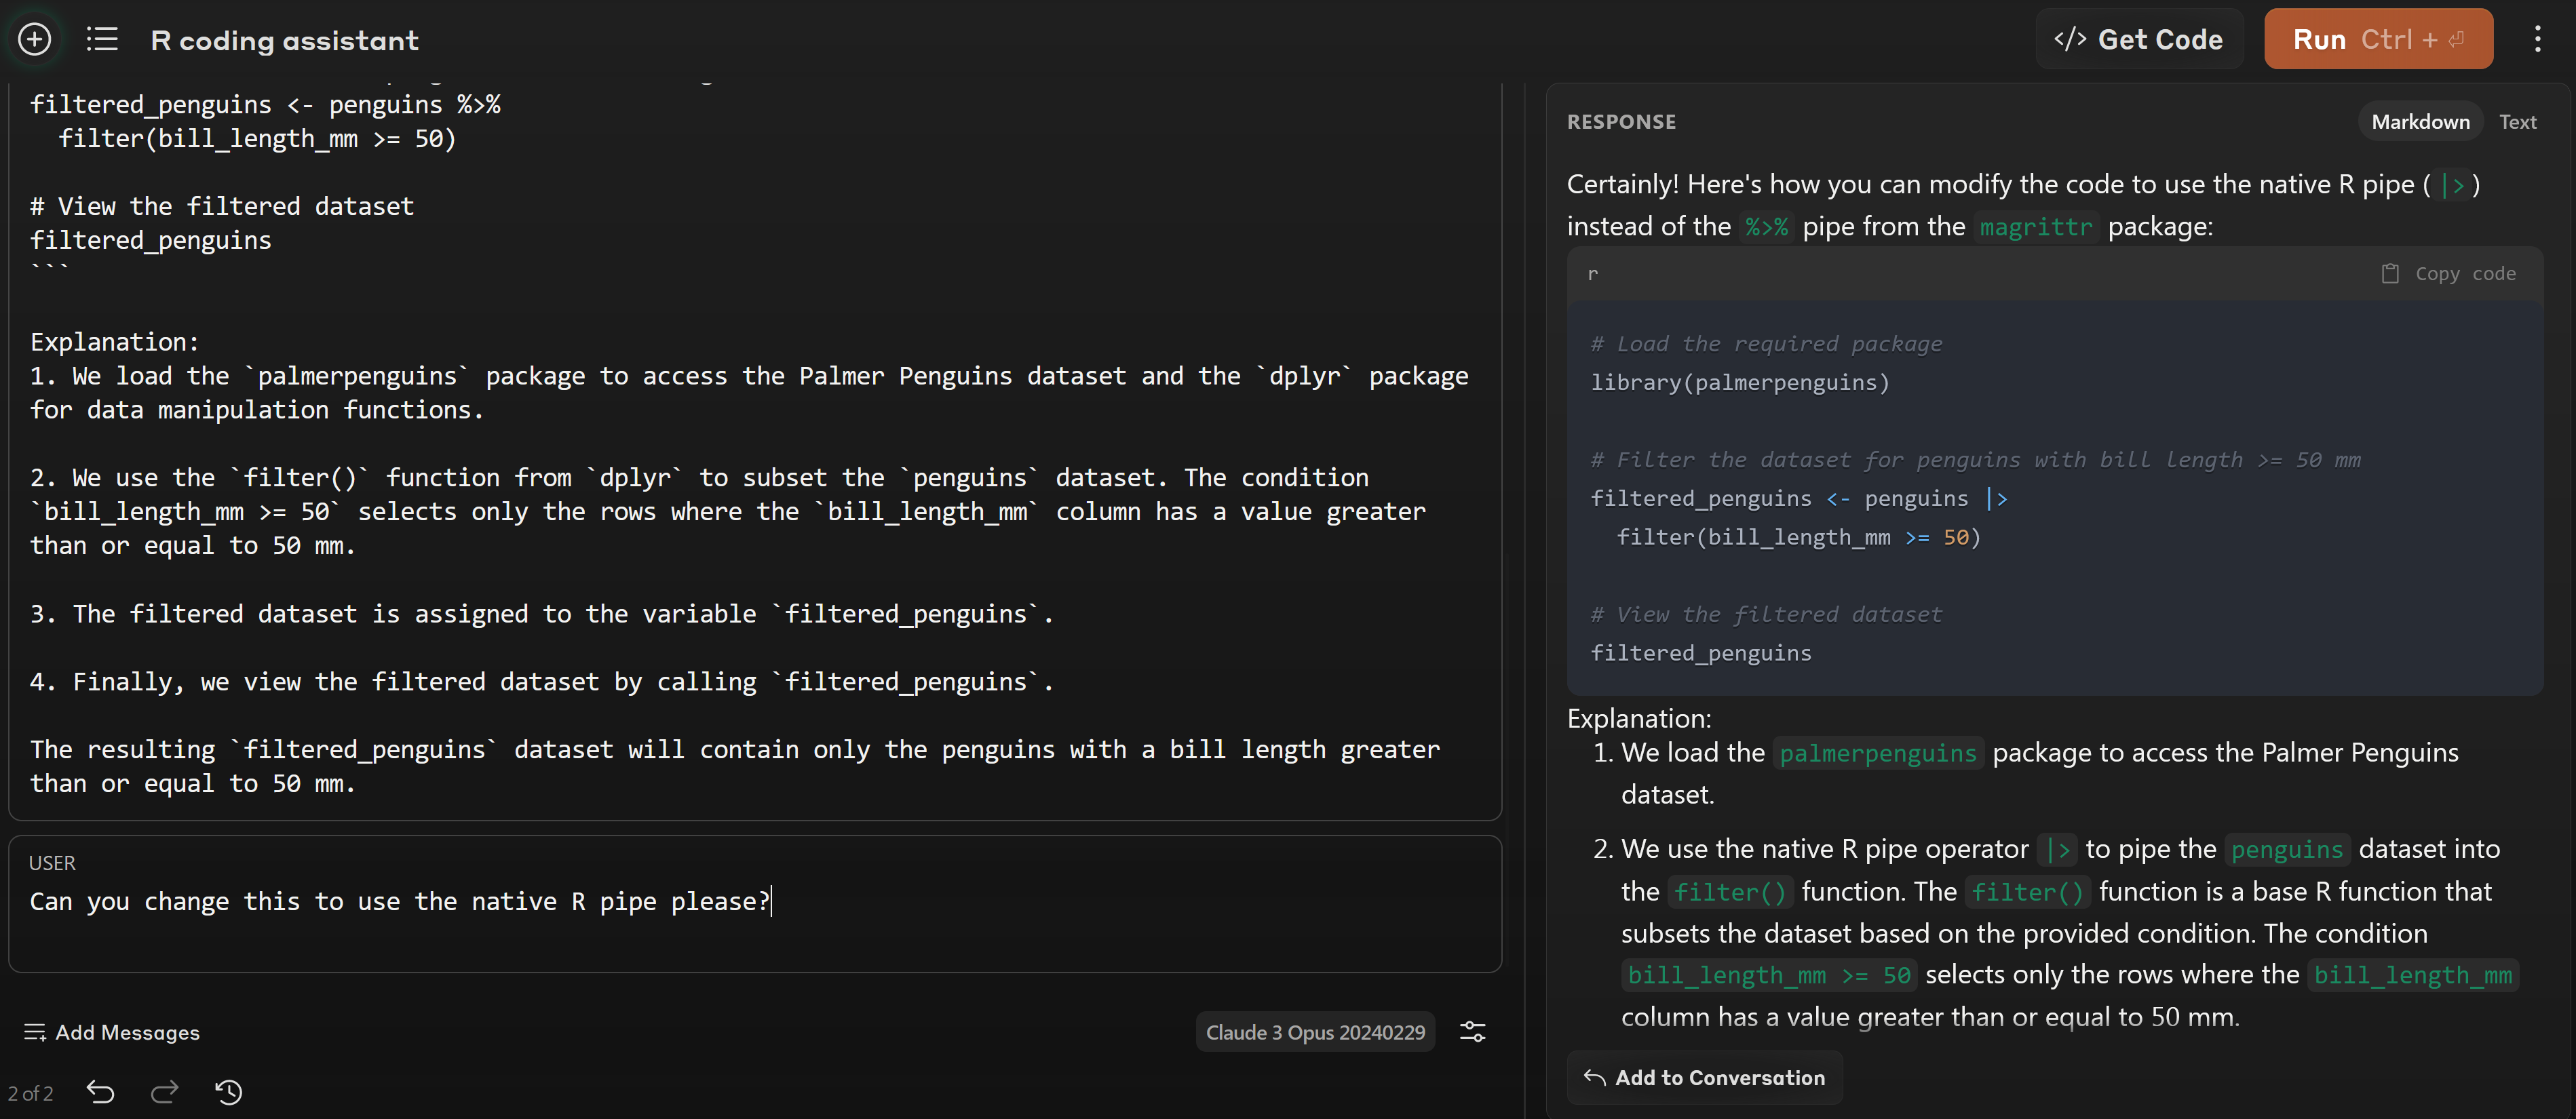 R coding assistant
</> Get Code
Run Ctrl + ⏎
filtered_penguins <- penguins %>%
  filter(bill_length_mm >= 50)
# View the filtered dataset
filtered_penguins
```
Explanation:
1. We load the `palmerpenguins` package to access the Palmer Penguins dataset and the `dplyr` package
for data manipulation functions.
2. We use the `filter()` function from `dplyr` to subset the `penguins` dataset. The condition
`bill_length_mm >= 50` selects only the rows where the `bill_length_mm` column has a value greater
than or equal to 50 mm.
3. The filtered dataset is assigned to the variable `filtered_penguins`.
4. Finally, we view the filtered dataset by calling `filtered_penguins`.
The resulting `filtered_penguins` dataset will contain only the penguins with a bill length greater
than or equal to 50 mm.
USER
Can you change this to use the native R pipe please?
Add Messages
Claude 3 Opus 20240229
2 of 2
RESPONSE
Markdown Text
Certainly! Here's how you can modify the code to use the native R pipe ( |> )
instead of the %>% pipe from the magrittr package:
r
Copy code
# Load the required package
library(palmerpenguins)
# Filter the dataset for penguins with bill length >= 50 mm
filtered_penguins <- penguins |>
  filter(bill_length_mm >= 50)
# View the filtered dataset
filtered_penguins
Explanation:
1. We load the palmerpenguins package to access the Palmer Penguins
dataset.
2. We use the native R pipe operator |> to pipe the penguins dataset into
the filter() function. The filter() function is a base R function that
subsets the dataset based on the provided condition. The condition
bill_length_mm >= 50 selects only the rows where the bill_length_mm
column has a value greater than or equal to 50 mm.
Add to Conversation